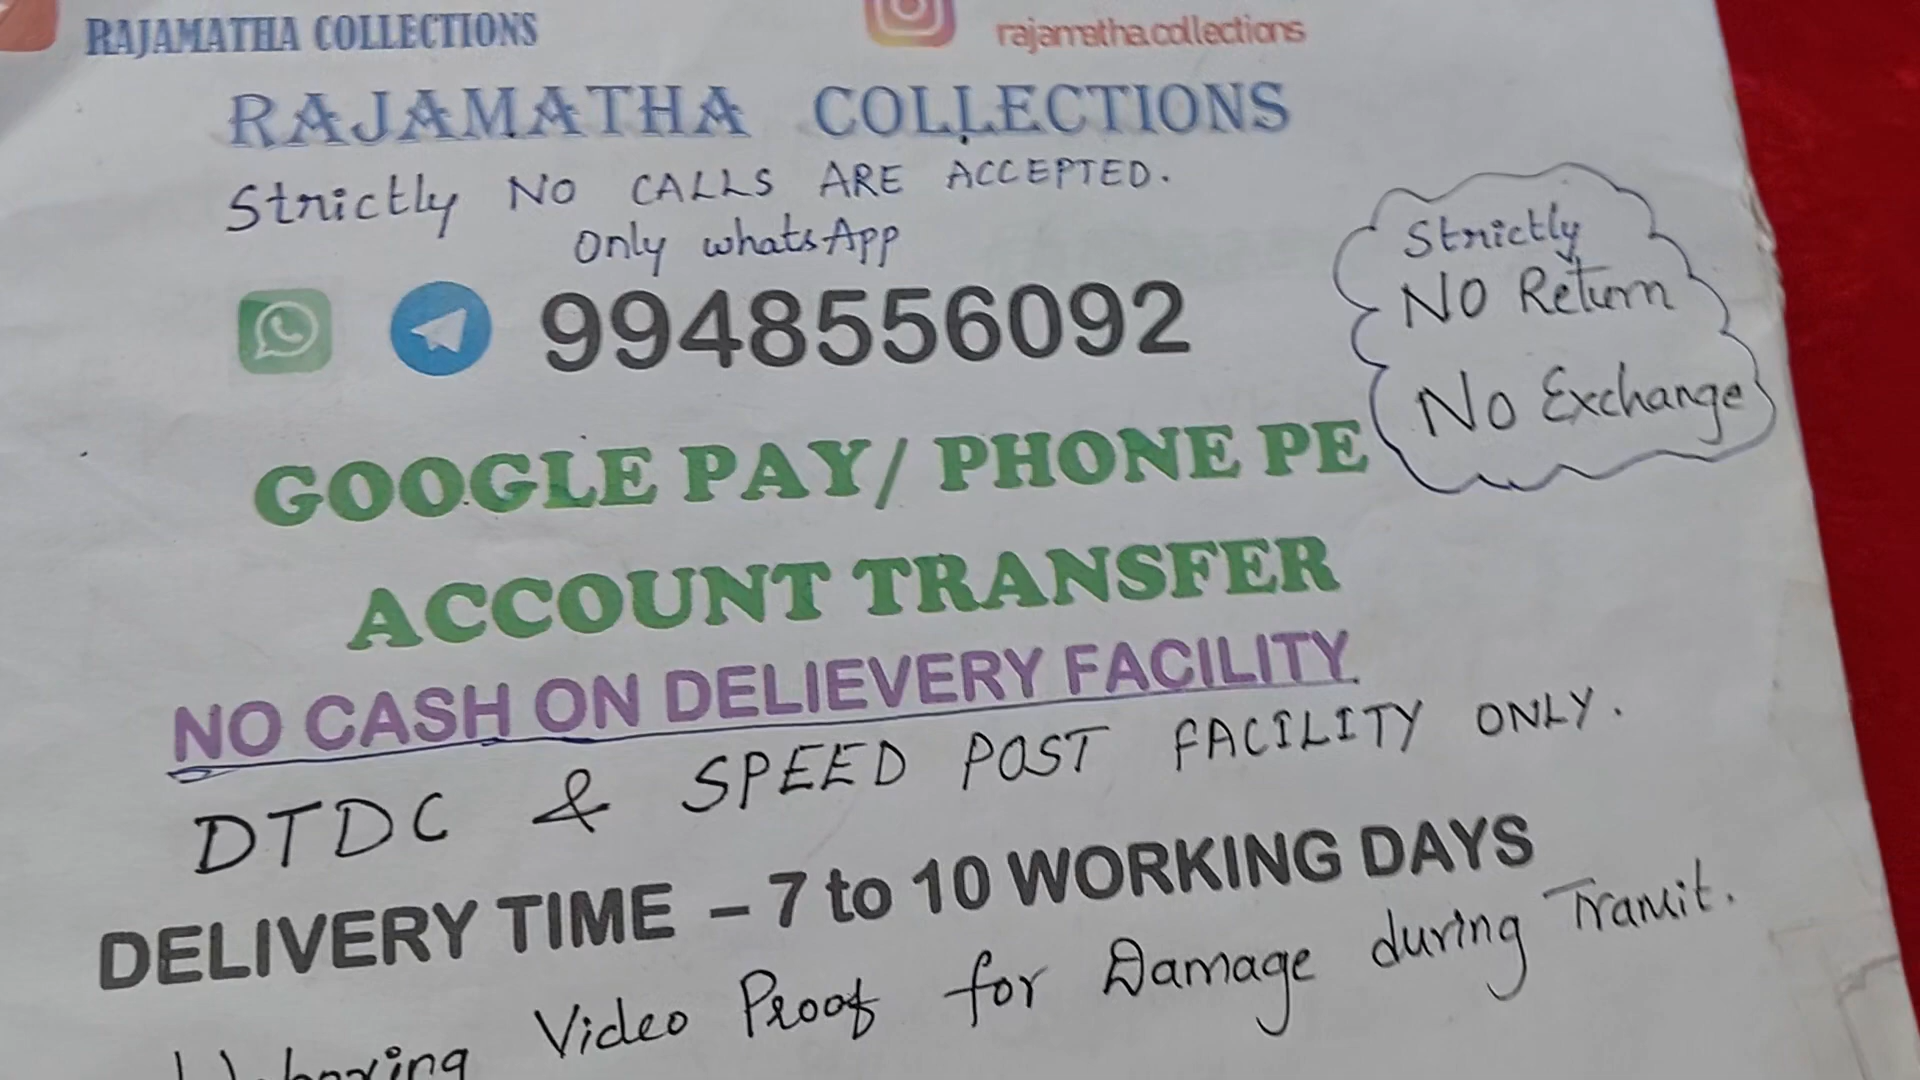 RAJAMATHA COLLECTIONS
rajamatha.collections
RAJAMATHA COLLECTIONS
Strictly NO CALLS ARE ACCEPTED.
Only whatsApp
9948556092
Strictly
NO Return
No Exchange
GOOGLE PAY/ PHONE PE
ACCOUNT TRANSFER
NO CASH ON DELIEVERY FACILITY
DTDC & SPEED POST FACILITY ONLY.
DELIVERY TIME – 7 to 10 WORKING DAYS
Unboxing Video Proof for Damage during Transit.